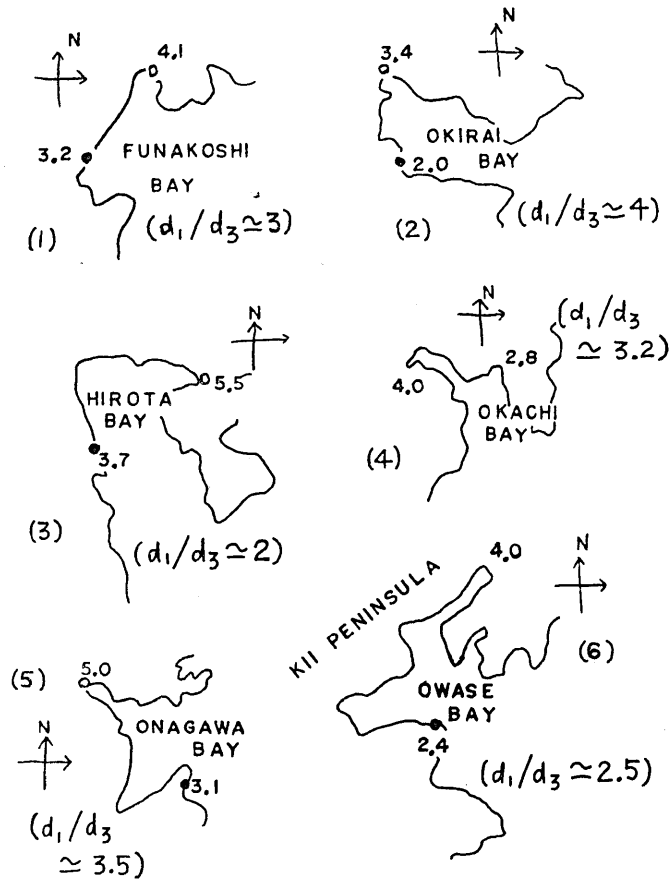 N
4.1
3.2
FUNAKOSHI
BAY
(d₁/d₃≃3)
(1)
N
3.4
OKIRAI
BAY
2.0
(d₁/d₃≃4)
(2)
N
5.5
HIROTA
BAY
3.7
(3)
(d₁/d₃≃2)
N
(d₁/d₃
≃ 3.2)
2.8
4.0
OKACHI
BAY
(4)
(5)
5.0
ONAGAWA
BAY
N
3.1
(d₁/d₃
≃ 3.5)
4.0
N
KII PENINSULA
(6)
OWASE
BAY
2.4
(d₁/d₃≃2.5)